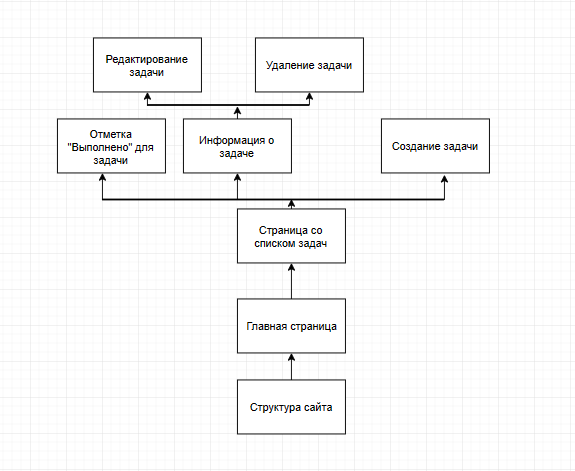 Редактирование
задачи
Удаление задачи
Отметка
"Выполнено" для
задачи
Информация о
задаче
Создание задачи
Страница со
списком задач
Главная страница
Структура сайта